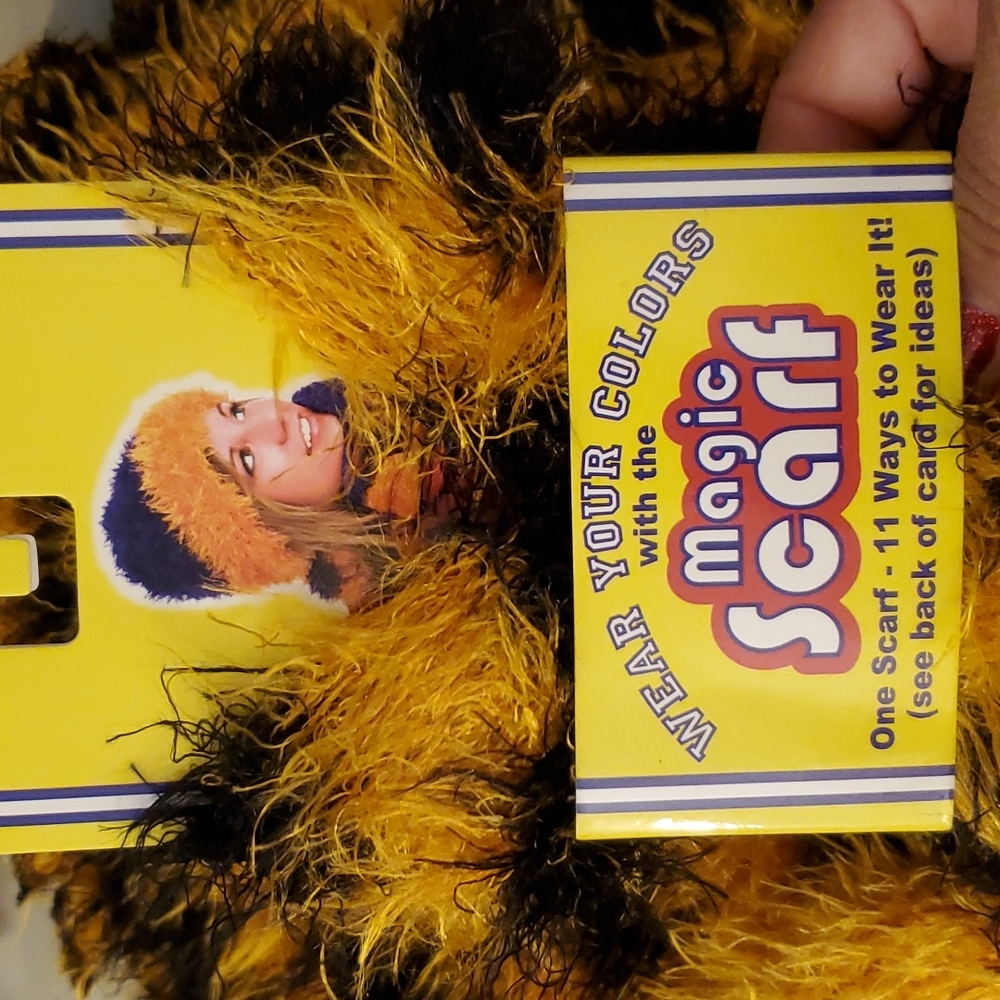 WEAR YOUR COLORS
with the
magic
scarf
One Scarf - 11 Ways to Wear It!
(see back of card for ideas)